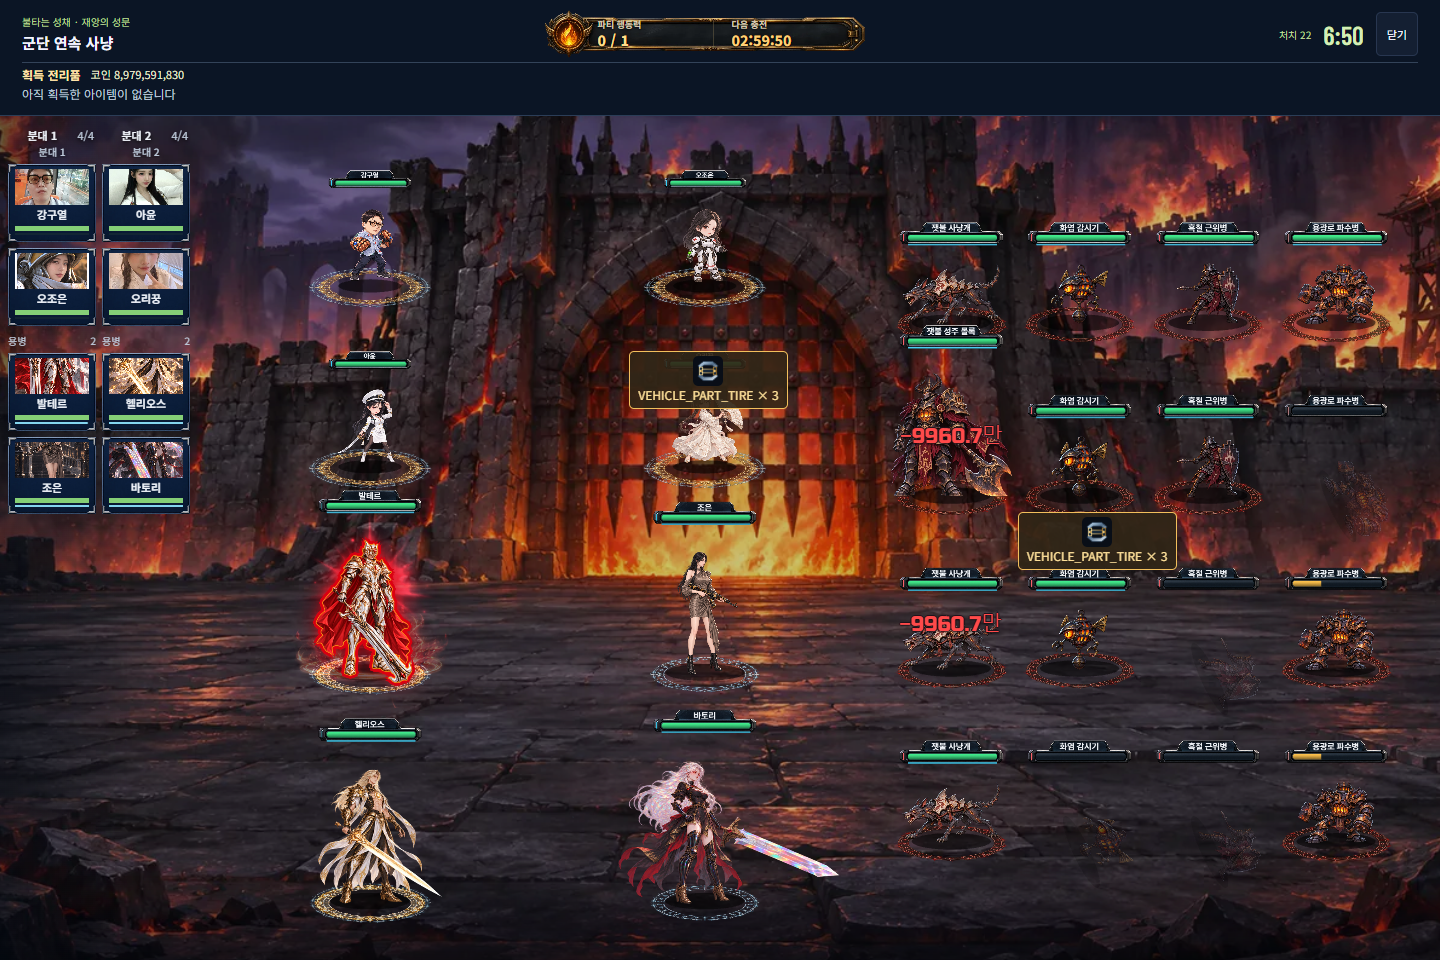 불타는 성채 · 재앙의 성문
군단 연속 사냥
파티 행동력
0 / 1
다음 충전
02:59:50
처치 22
6:50
닫기
획득 전리품 코인 8,979,591,830
아직 획득한 아이템이 없습니다
분대 1 4/4
분대 1
강구열
오조은
용병 2
발테르
조은
분대 2 4/4
분대 2
아윤
오리꿍
용병 2
헬리오스
바토리
강구열
오조은
아윤
VEHICLE_PART_TIRE × 3
발테르
조은
헬리오스
바토리
잿불 사냥개
화염 감시기
흑철 근위병
용광로 파수병
잿불 성주 몰록
화염 감시기
흑철 근위병
용광로 파수병
-9960.7만
VEHICLE_PART_TIRE × 3
잿불 사냥개
화염 감시기
흑철 근위병
용광로 파수병
-9960.7만
잿불 사냥개
화염 감시기
흑철 근위병
용광로 파수병